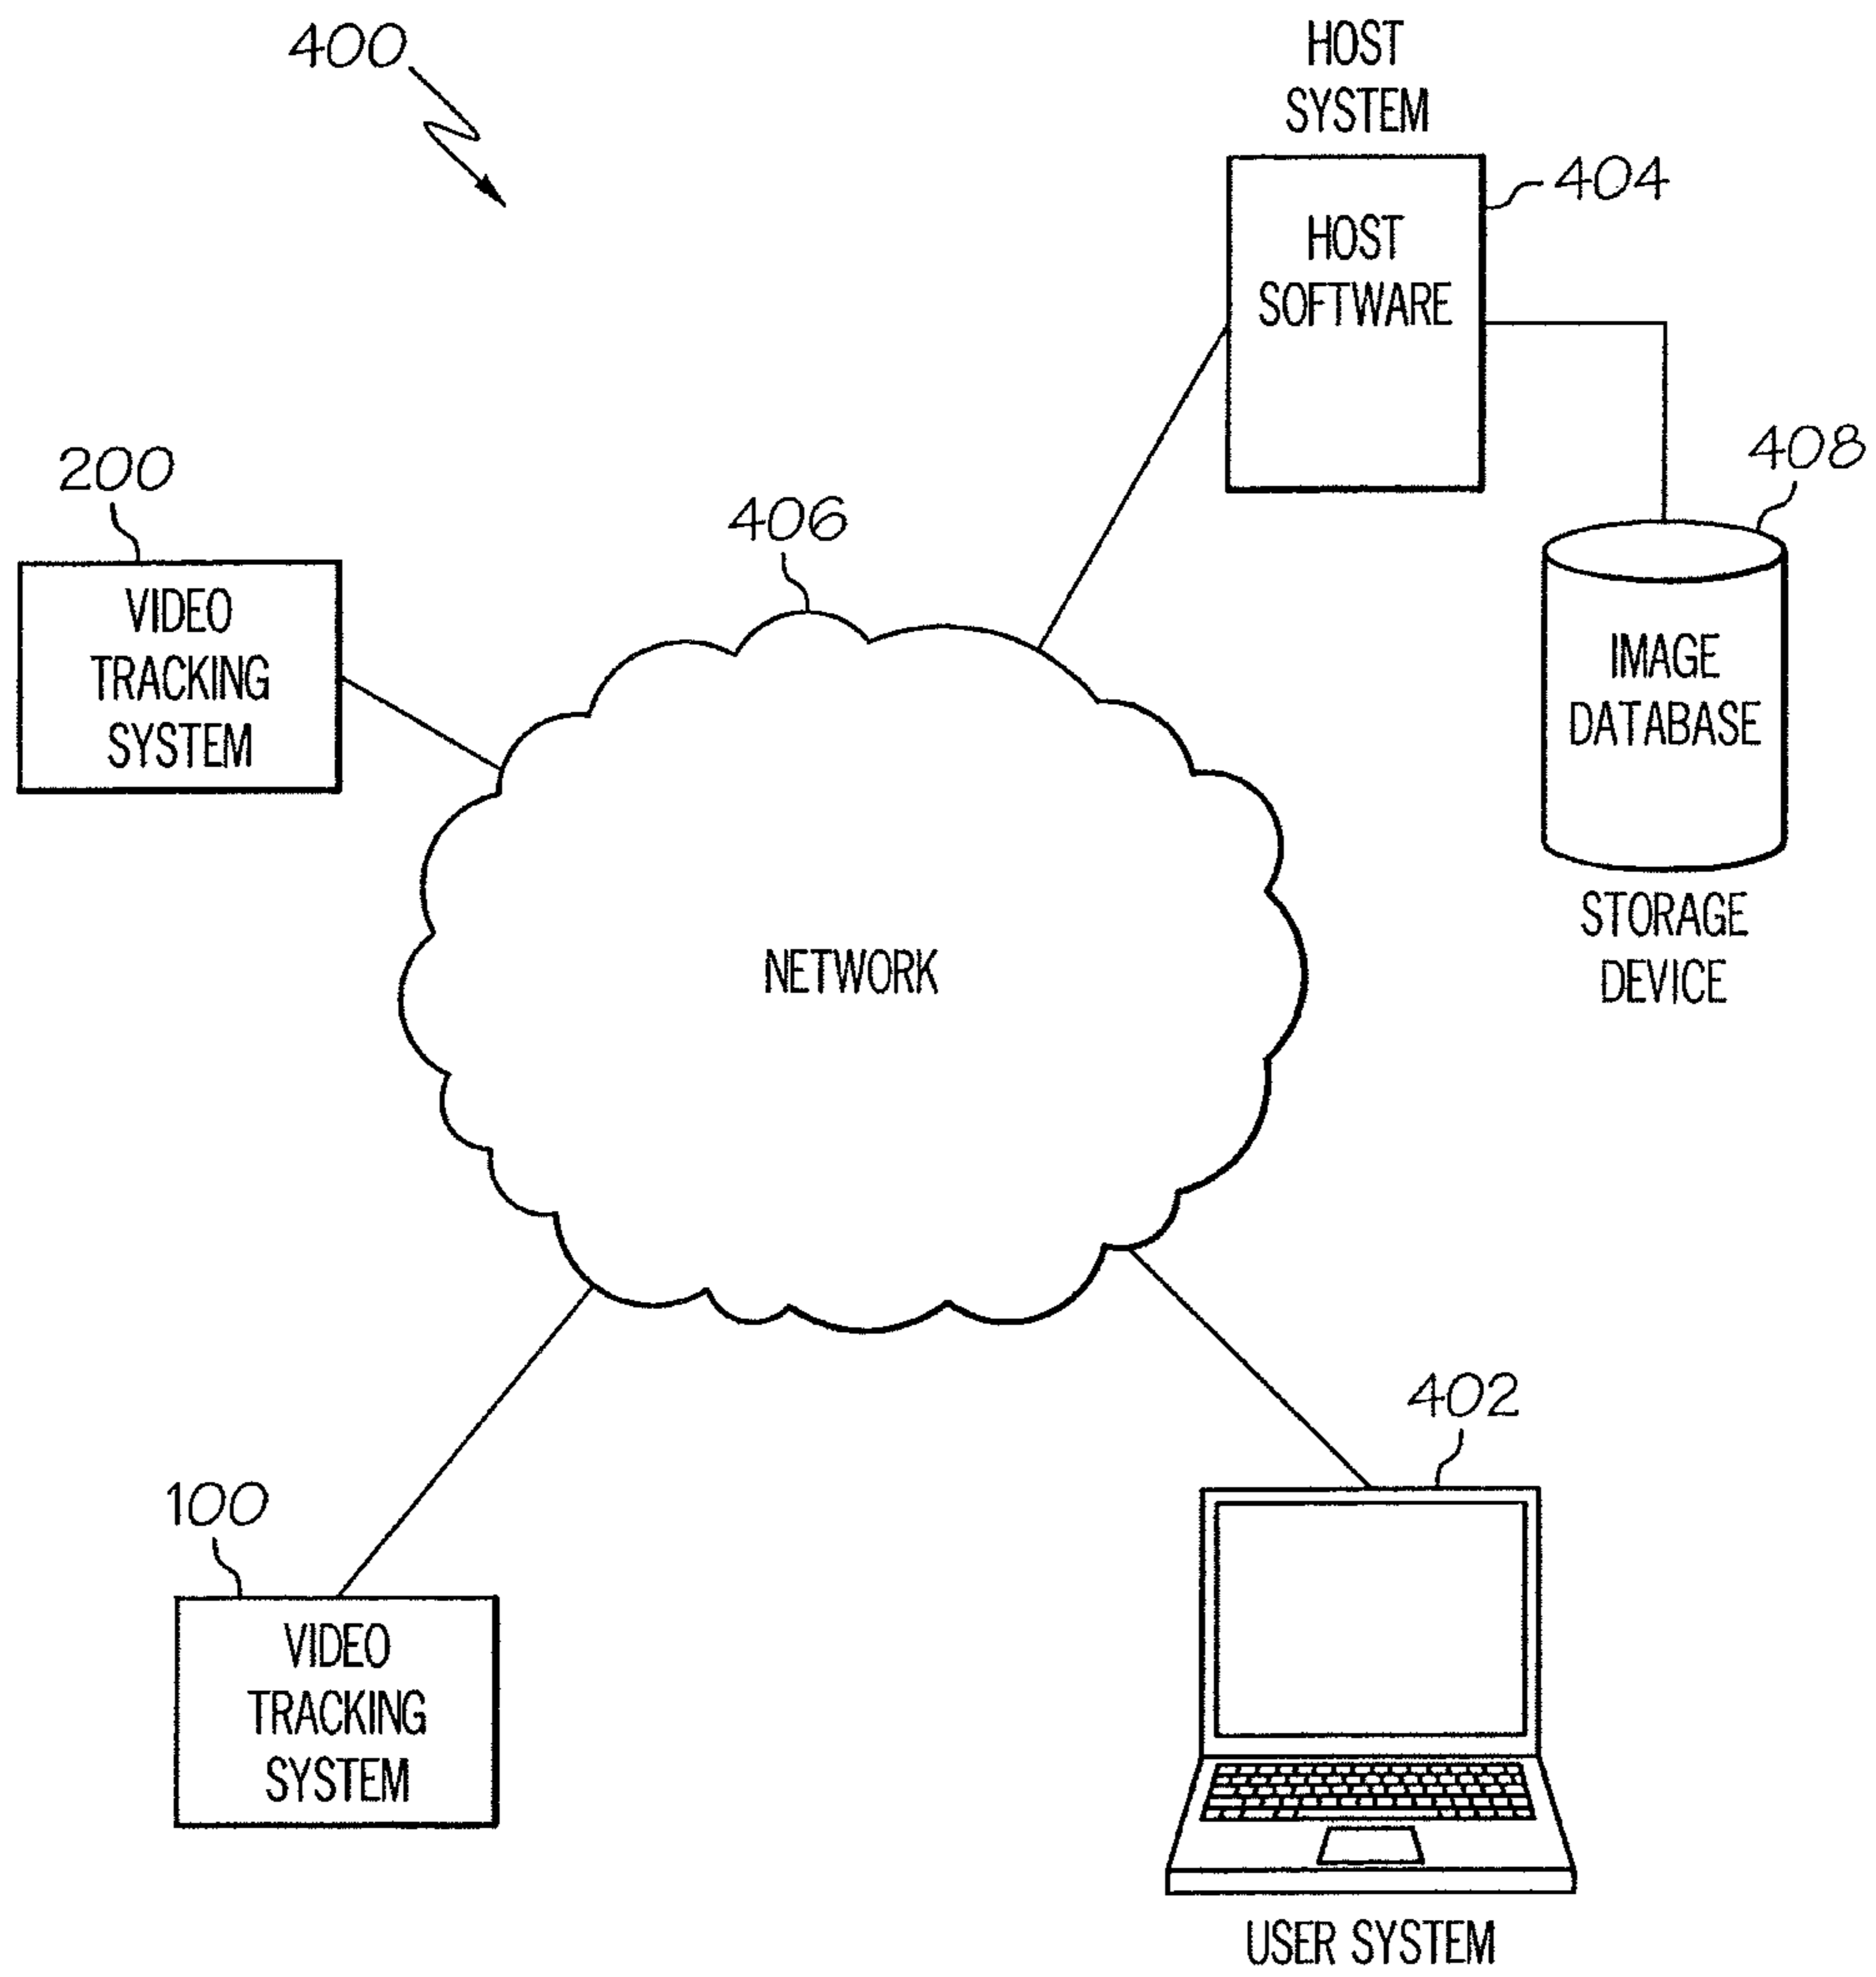 400
HOST
SYSTEM
404
HOST
SOFTWARE
408
200
406
VIDEO
TRACKING
SYSTEM
IMAGE
DATABASE
STORAGE
DEVICE
NETWORK
402
100
VIDEO
TRACKING
SYSTEM
USER SYSTEM